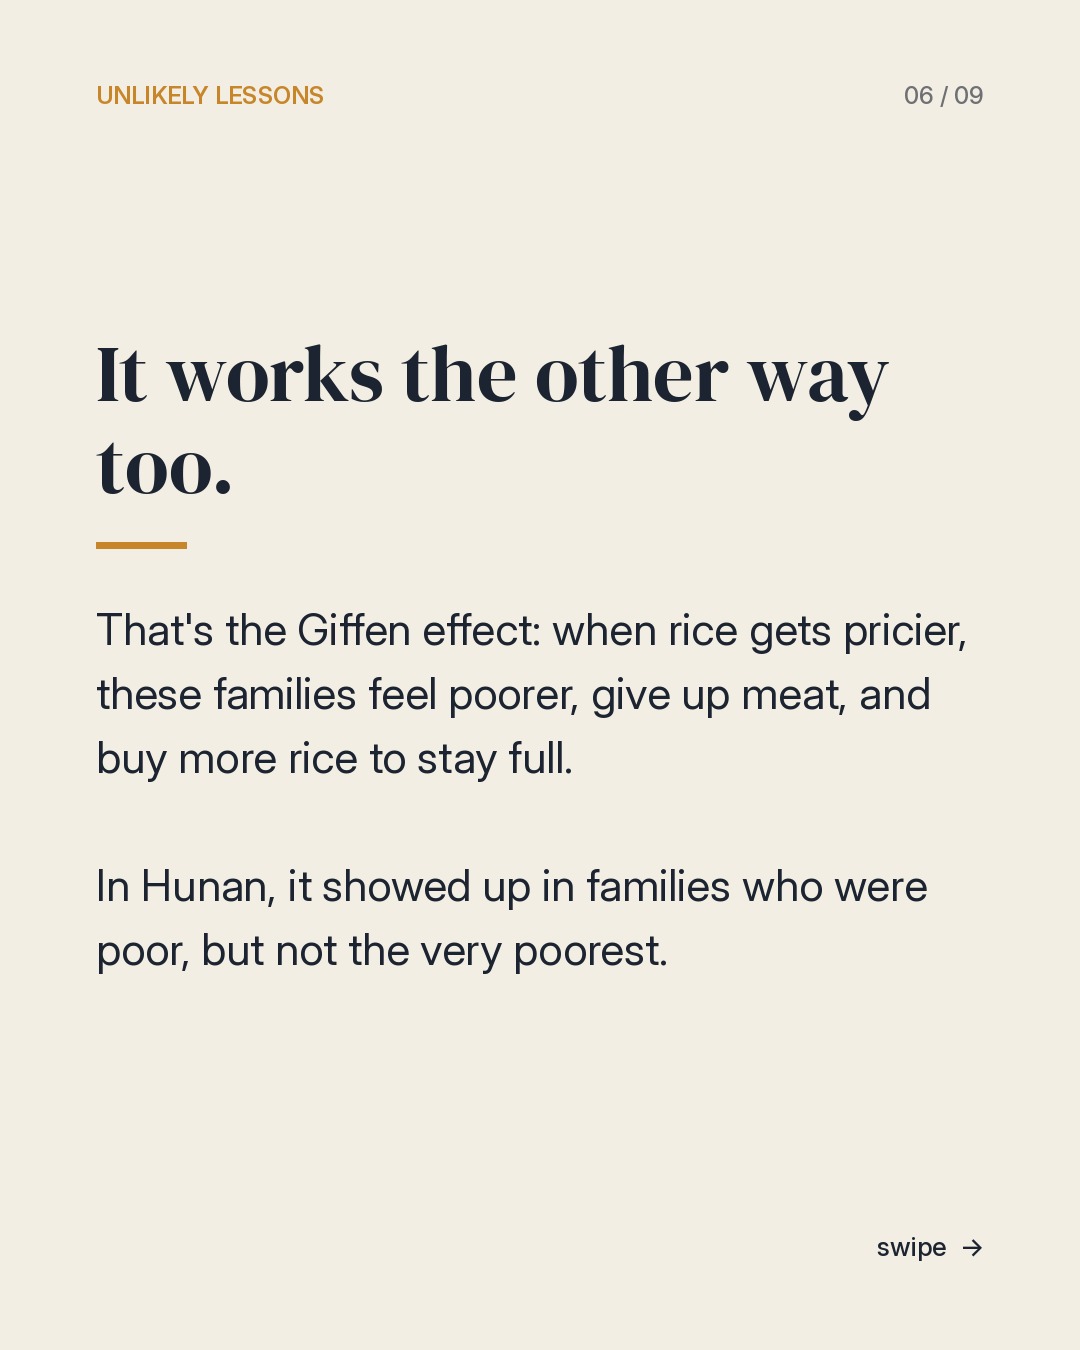 UNLIKELY LESSONS
06 / 09
It works the other way
too.
That's the Giffen effect: when rice gets pricier,
these families feel poorer, give up meat, and
buy more rice to stay full.
In Hunan, it showed up in families who were
poor, but not the very poorest.
swipe →